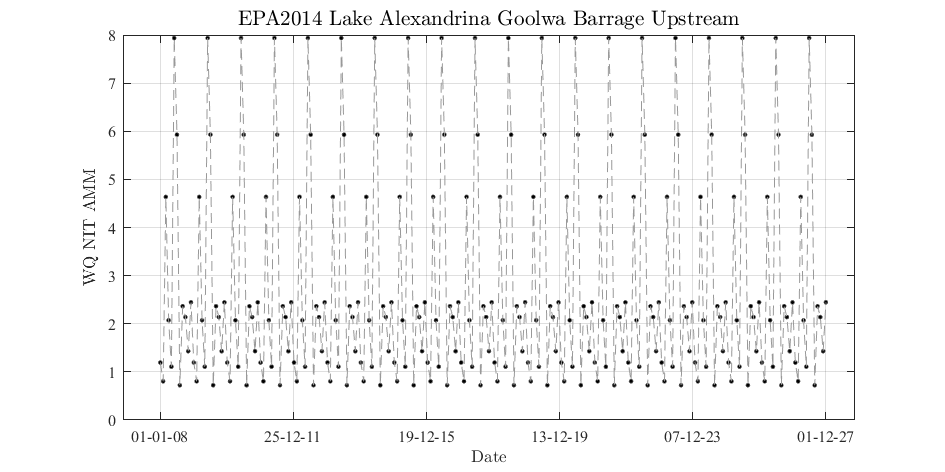 EPA2014 Lake Alexandrina Goolwa Barrage Upstream
8
7
6
5
4
3
2
1
0
WQ NIT AMM
01-01-08 25-12-11 19-12-15 13-12-19 07-12-23 01-12-27
Date